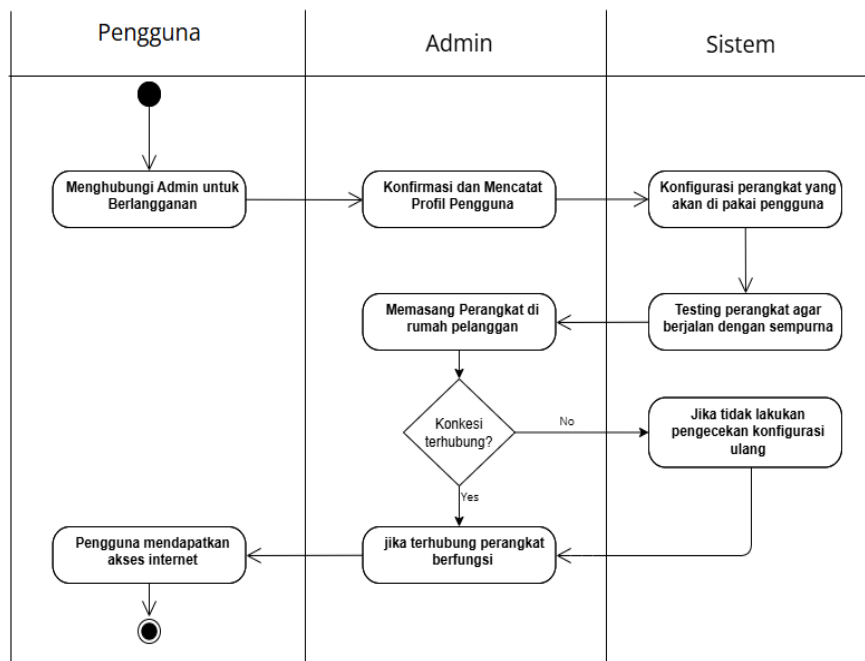 Pengguna
Admin
Sistem
Menghubungi Admin untuk
Berlangganan
Konfirmasi dan Mencatat
Profil Pengguna
Konfigurasi perangkat yang
akan di pakai pengguna
Memasang Perangkat di
rumah pelanggan
Testing perangkat agar
berjalan dengan sempurna
Konkesi
terhubung?
No
Jika tidak lakukan
pengecekan konfigurasi
ulang
Yes
Pengguna mendapatkan
akses internet
jika terhubung perangkat
berfungsi